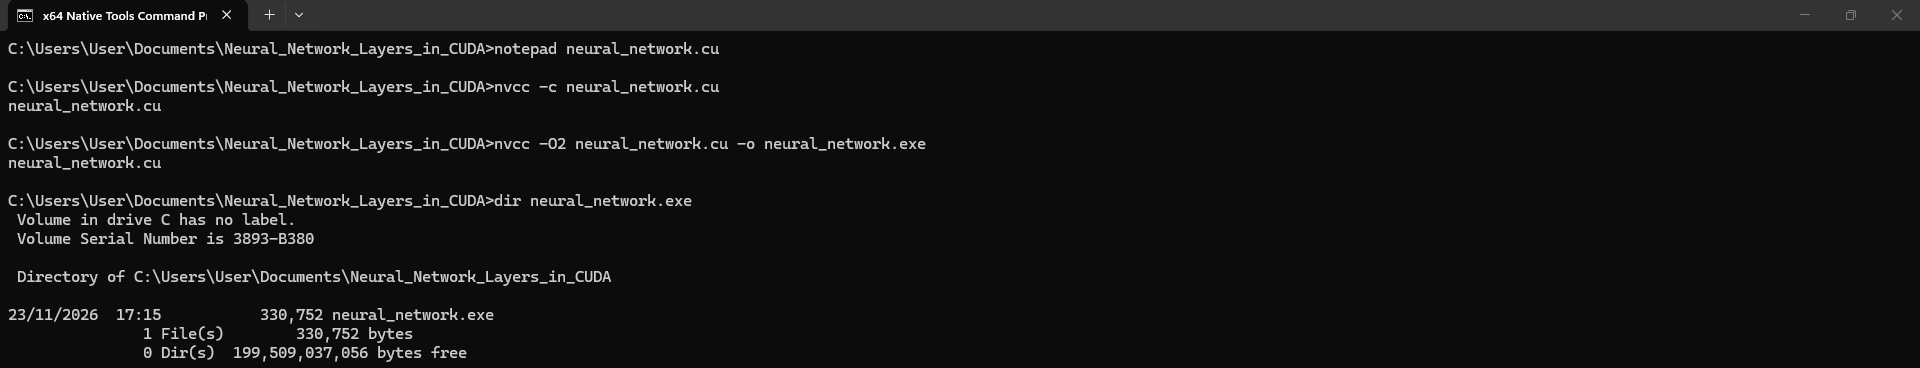 x64 Native Tools Command P
C:\Users\User\Documents\Neural_Network_Layers_in_CUDA>notepad neural_network.cu
C:\Users\User\Documents\Neural_Network_Layers_in_CUDA>nvcc -c neural_network.cu
neural_network.cu
C:\Users\User\Documents\Neural_Network_Layers_in_CUDA>nvcc -O2 neural_network.cu -o neural_network.exe
neural_network.cu
C:\Users\User\Documents\Neural_Network_Layers_in_CUDA>dir neural_network.exe
Volume in drive C has no label.
Volume Serial Number is 3893-B380
Directory of C:\Users\User\Documents\Neural_Network_Layers_in_CUDA
23/11/2026  17:15           330,752 neural_network.exe
1 File(s)        330,752 bytes
0 Dir(s)  199,509,037,056 bytes free